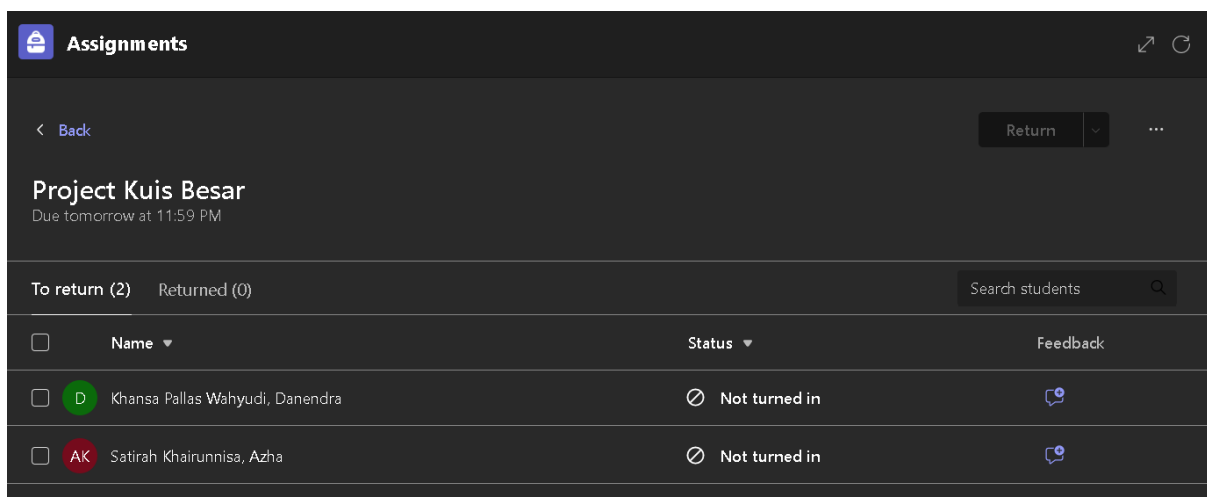 Assignments
Back
Return
Project Kuis Besar
Due tomorrow at 11:59 PM
To return (2) Returned (0) Search students
Name Status Feedback
D Khansa Pallas Wahyudi, Danendra Not turned in
AK Satirah Khairunnisa, Azha Not turned in